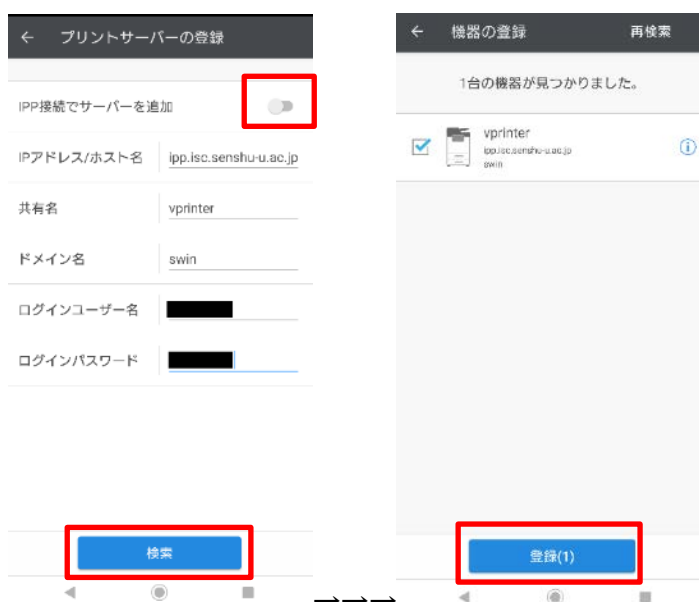 ← プリントサーバーの登録
IPP接続でサーバーを追加
IPアドレス/ホスト名 ipp.isc.senshu-u.ac.jp
共有名 vprinter
ドメイン名 swin
ログインユーザー名
ログインパスワード
検索
→→→
← 機器の登録 再検索
1台の機器が見つかりました。
vprinter
ipp.isc.senshu-u.ac.jp
swin
登録(1)